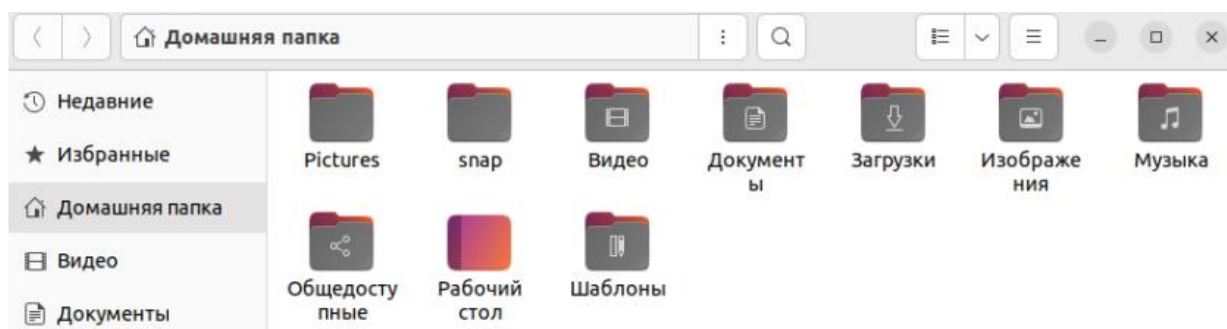 Домашняя папка
Недавние
Избранные
Домашняя папка
Видео
Документы
Pictures
snap
Видео
Документ
ы
Загрузки
Изображе
ния
Музыка
Общедосту
пные
Рабочий
стол
Шаблоны